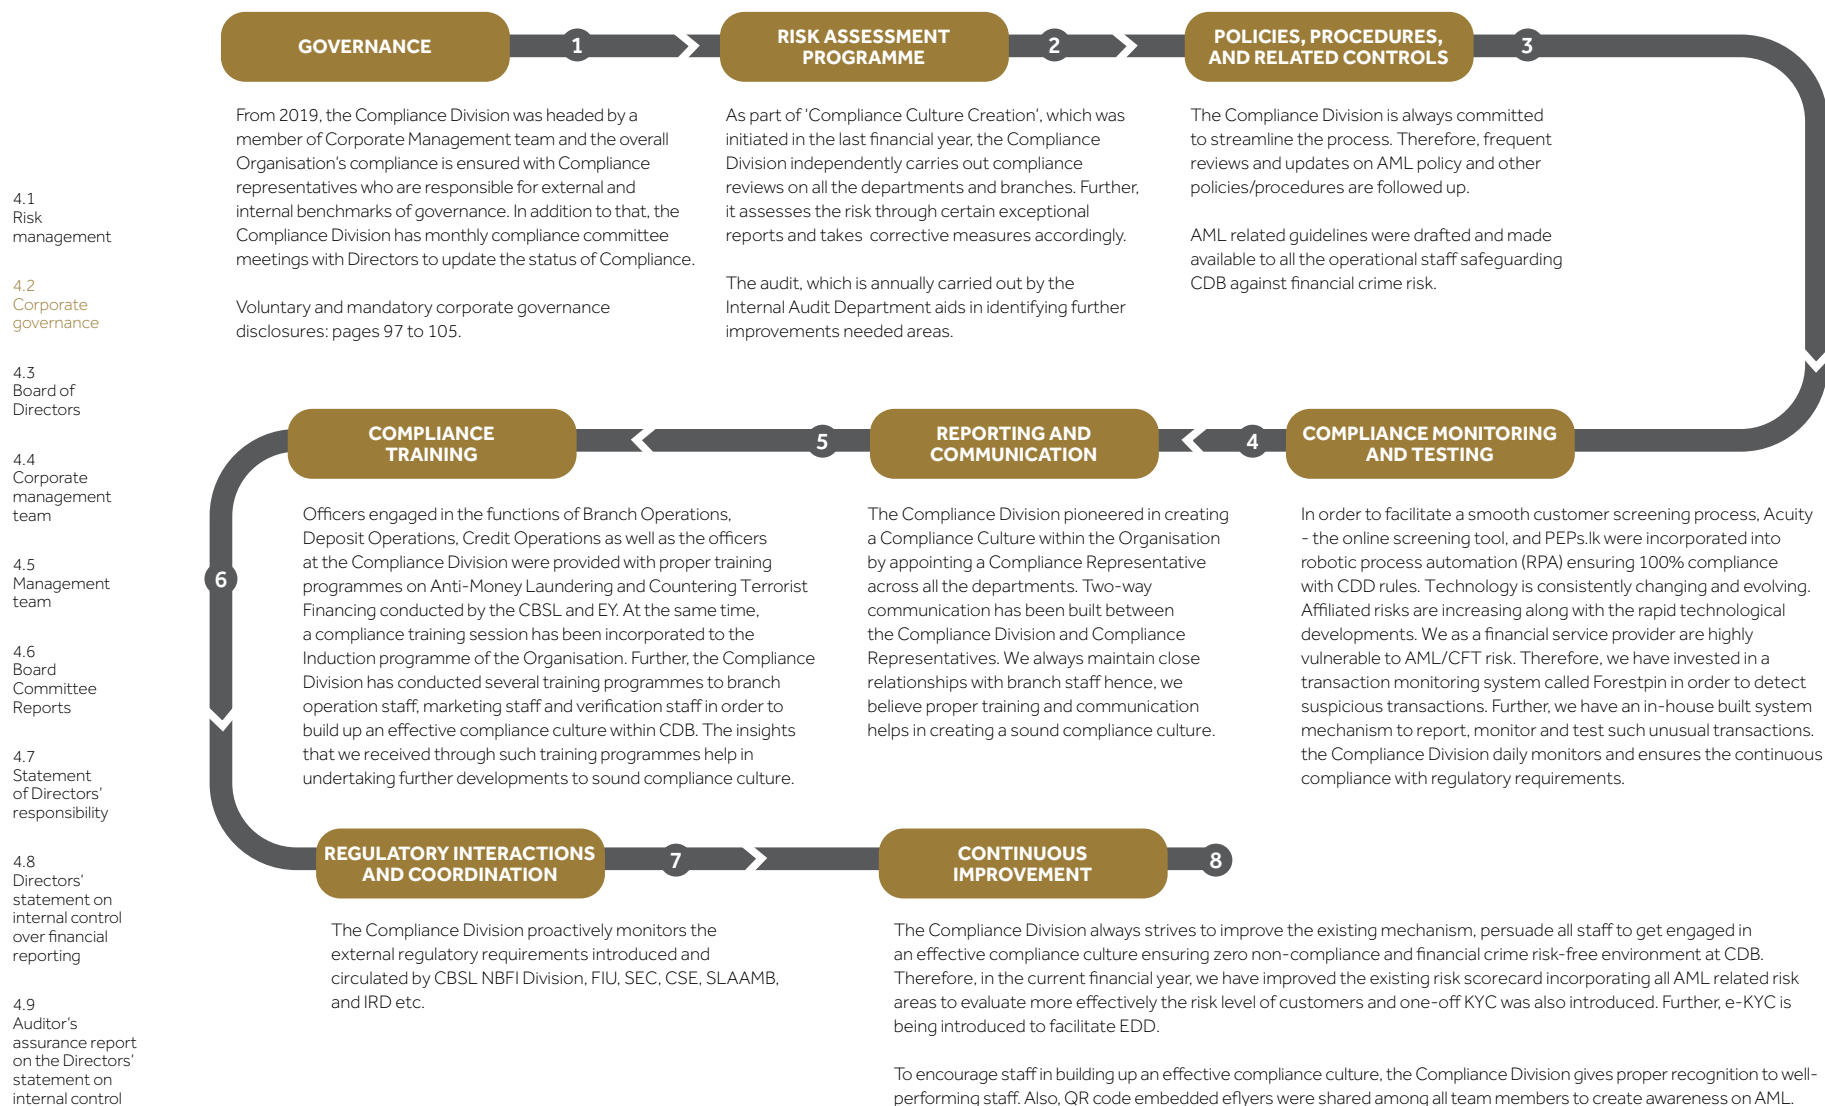 GOVERNANCE
1
From 2019, the Compliance Division was headed by a
member of Corporate Management team and the overall
Organisation's compliance is ensured with Compliance
representatives who are responsible for external and
internal benchmarks of governance. In addition to that, the
Compliance Division has monthly compliance committee
meetings with Directors to update the status of Compliance.
Voluntary and mandatory corporate governance
disclosures: pages 97 to 105.
RISK ASSESSMENT
PROGRAMME
2
As part of 'Compliance Culture Creation', which was
initiated in the last financial year, the Compliance
Division independently carries out compliance
reviews on all the departments and branches. Further,
it assesses the risk through certain exceptional
reports and takes corrective measures accordingly.
The audit, which is annually carried out by the
Internal Audit Department aids in identifying further
improvements needed areas.
POLICIES, PROCEDURES,
AND RELATED CONTROLS
3
The Compliance Division is always committed
to streamline the process. Therefore, frequent
reviews and updates on AML policy and other
policies/procedures are followed up.
AML related guidelines were drafted and made
available to all the operational staff safeguarding
CDB against financial crime risk.
COMPLIANCE MONITORING
AND TESTING
4
In order to facilitate a smooth customer screening process, Acuity
- the online screening tool, and PEPs.lk were incorporated into
robotic process automation (RPA) ensuring 100% compliance
with CDD rules. Technology is consistently changing and evolving.
Affiliated risks are increasing along with the rapid technological
developments. We as a financial service provider are highly
vulnerable to AML/CFT risk. Therefore, we have invested in a
transaction monitoring system called Forestpin in order to detect
suspicious transactions. Further, we have an in-house built system
mechanism to report, monitor and test such unusual transactions.
the Compliance Division daily monitors and ensures the continuous
compliance with regulatory requirements.
REPORTING AND
COMMUNICATION
5
The Compliance Division pioneered in creating
a Compliance Culture within the Organisation
by appointing a Compliance Representative
across all the departments. Two-way
communication has been built between
the Compliance Division and Compliance
Representatives. We always maintain close
relationships with branch staff hence, we
believe proper training and communication
helps in creating a sound compliance culture.
COMPLIANCE
TRAINING
6
Officers engaged in the functions of Branch Operations,
Deposit Operations, Credit Operations as well as the officers
at the Compliance Division were provided with proper training
programmes on Anti-Money Laundering and Countering Terrorist
Financing conducted by the CBSL and EY. At the same time,
a compliance training session has been incorporated to the
Induction programme of the Organisation. Further, the Compliance
Division has conducted several training programmes to branch
operation staff, marketing staff and verification staff in order to
build up an effective compliance culture within CDB. The insights
that we received through such training programmes help in
undertaking further developments to sound compliance culture.
REGULATORY INTERACTIONS
AND COORDINATION
7
The Compliance Division proactively monitors the
external regulatory requirements introduced and
circulated by CBSL NBFI Division, FIU, SEC, CSE, SLAAMB,
and IRD etc.
CONTINUOUS
IMPROVEMENT
8
The Compliance Division always strives to improve the existing mechanism, persuade all staff to get engaged in
an effective compliance culture ensuring zero non-compliance and financial crime risk-free environment at CDB.
Therefore, in the current financial year, we have improved the existing risk scorecard incorporating all AML related risk
areas to evaluate more effectively the risk level of customers and one-off KYC was also introduced. Further, e-KYC is
being introduced to facilitate EDD.
To encourage staff in building up an effective compliance culture, the Compliance Division gives proper recognition to well-
performing staff. Also, QR code embedded eflyers were shared among all team members to create awareness on AML.
4.1
Risk
management
4.2
Corporate
governance
4.3
Board of
Directors
4.4
Corporate
management
team
4.5
Management
team
4.6
Board
Committee
Reports
4.7
Statement
of Directors'
responsibility
4.8
Directors'
statement on
internal control
over financial
reporting
4.9
Auditor's
assurance report
on the Directors'
statement on
internal control